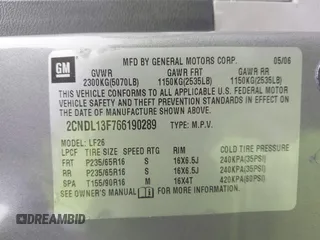 GM
MFD BY GENERAL MOTORS CORP. 05/06
GVWR GAWR FRT GAWR RR
2300KG(5070LB) 1150KG(2535LB) 1150KG(2535LB)
THIS VEHICLE CONFORMS TO ALL APPLICABLE U.S. FEDERAL
MOTOR VEHICLE SAFETY STANDARDS IN EFFECT ON THE
DATE OF MANUFACTURE SHOWN ABOVE.
2CNDL13F766190289 TYPE: M.P.V.
MODEL: LF26
LPCF TIRE SIZE SPEED RTG RIM COLD TIRE PRESSURE
FRT P235/65R16 S 16X6.5J 240KPA(35PSI)
RR P235/65R16 S 16X6.5J 240KPA(35PSI)
SPA T155/90R16 M 16X4T 420KPA(60PSI)
SEE OWNER'S MANUAL FOR ADDITIONAL INFORMATION.
DREAMBID